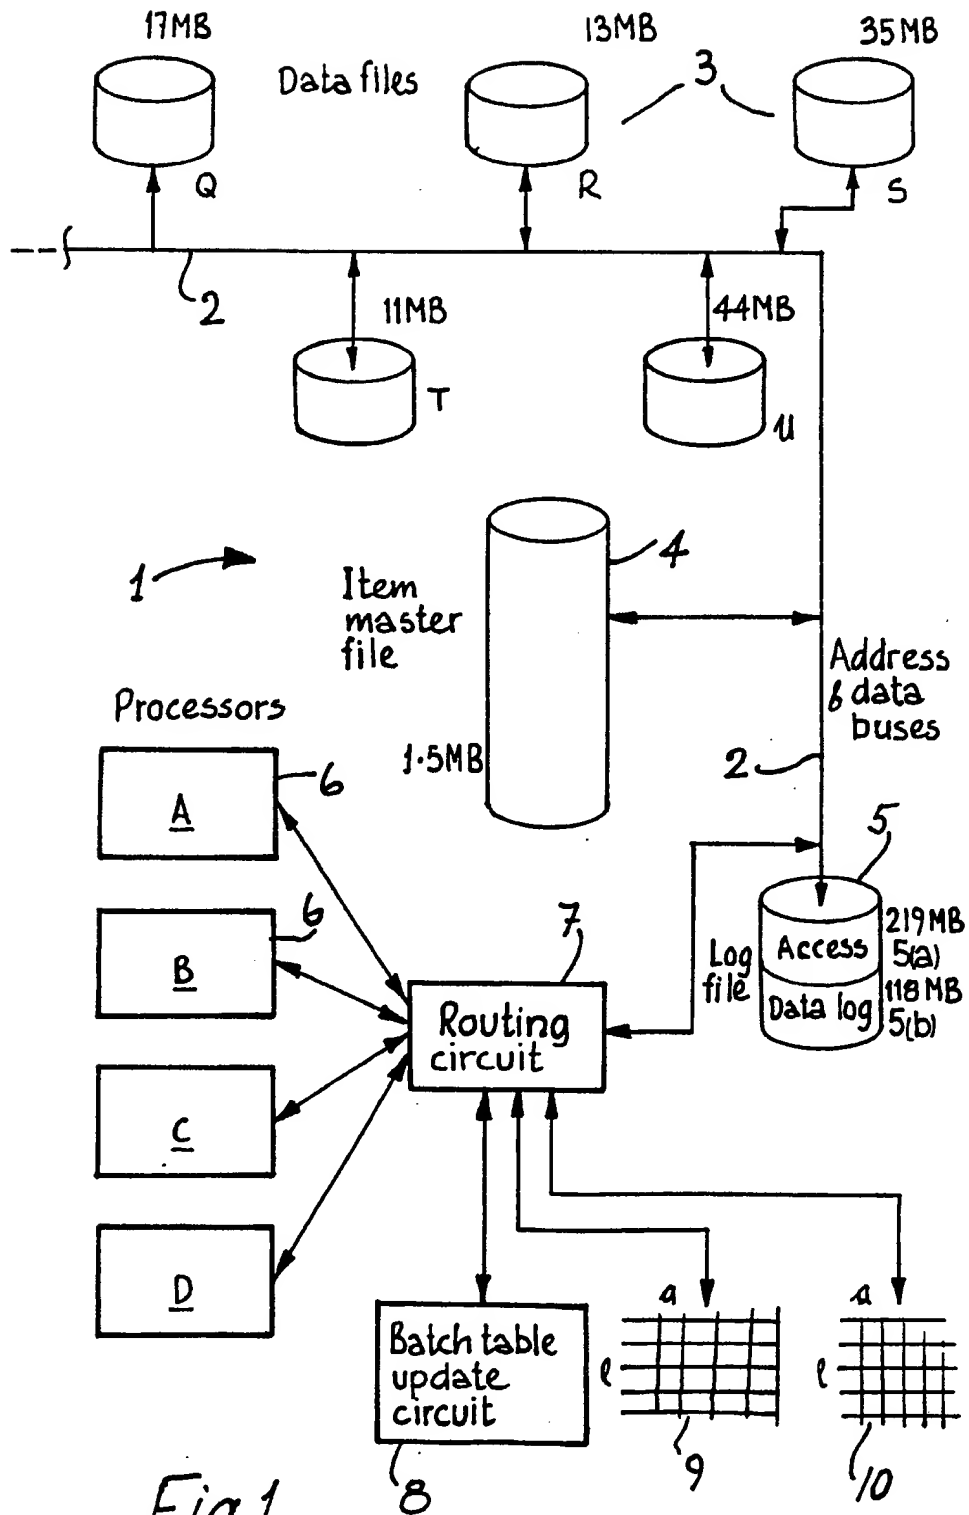 17MB
13MB
35MB
Data files
3
Q
R
S
2
11MB
44MB
T
U
4
1
Item
master
file
Address
& data
buses
Processors
1.5MB
2
6
A
5
6
7
219MB
Access
5(a)
Log
file
118MB
Data log
5(b)
B
Routing
circuit
C
D
a
a
Batch table
update
circuit
l
l
9
10
8
Fig.1